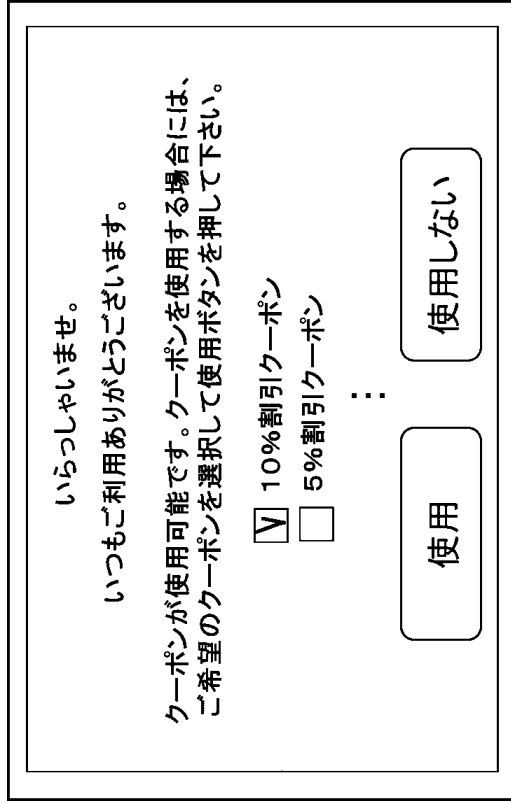 いらっしゃいませ。
いつもご利用ありがとうございます。
クーポンが使用可能です。クーポンを使用する場合には、
ご希望のクーポンを選択して使用ボタンを押して下さい。
V 10%割引クーポン
5%割引クーポン
⋮
使用 使用しない